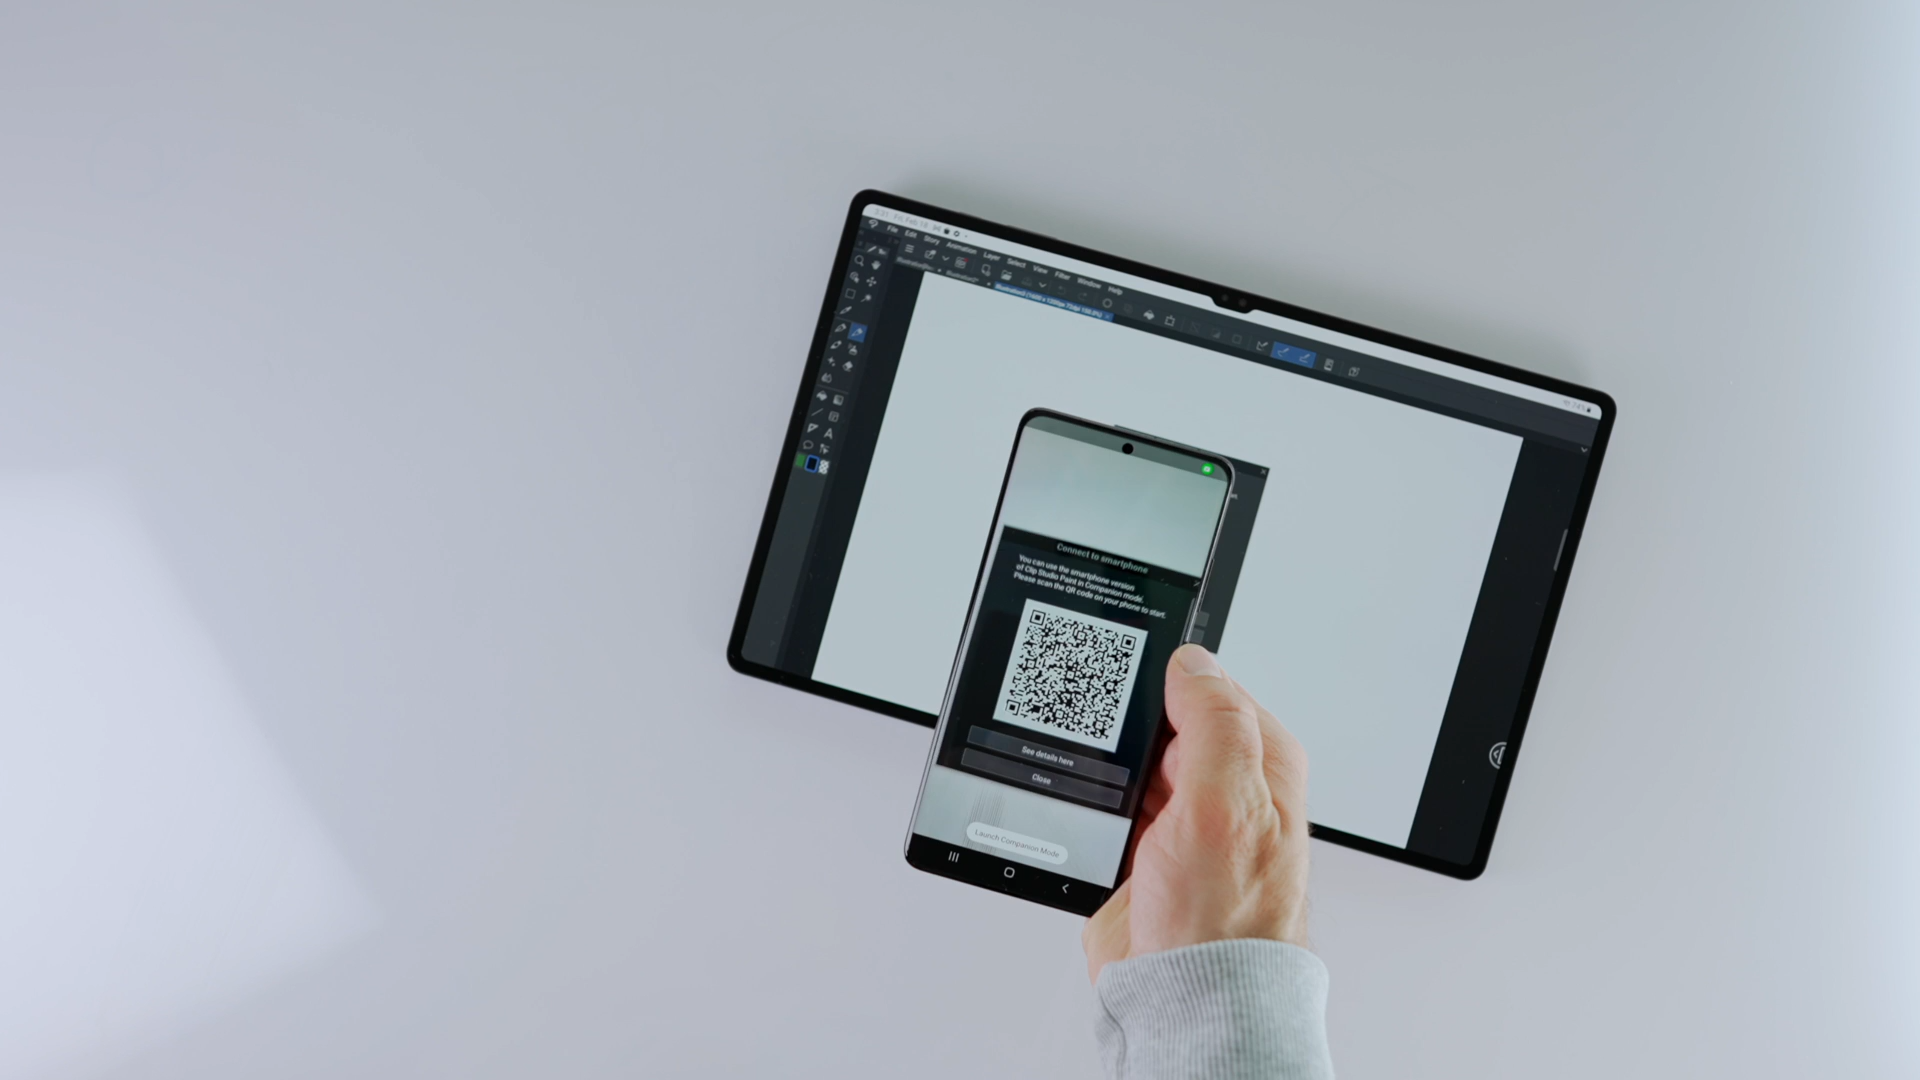 File Edit Story Animation Layer Select View Filter Window Help
Connect to smartphone
You can use the smartphone version
of Clip Studio Paint in Companion mode.
Please scan the QR code on your phone to start.
See details here
Close
Launch Companion Mode